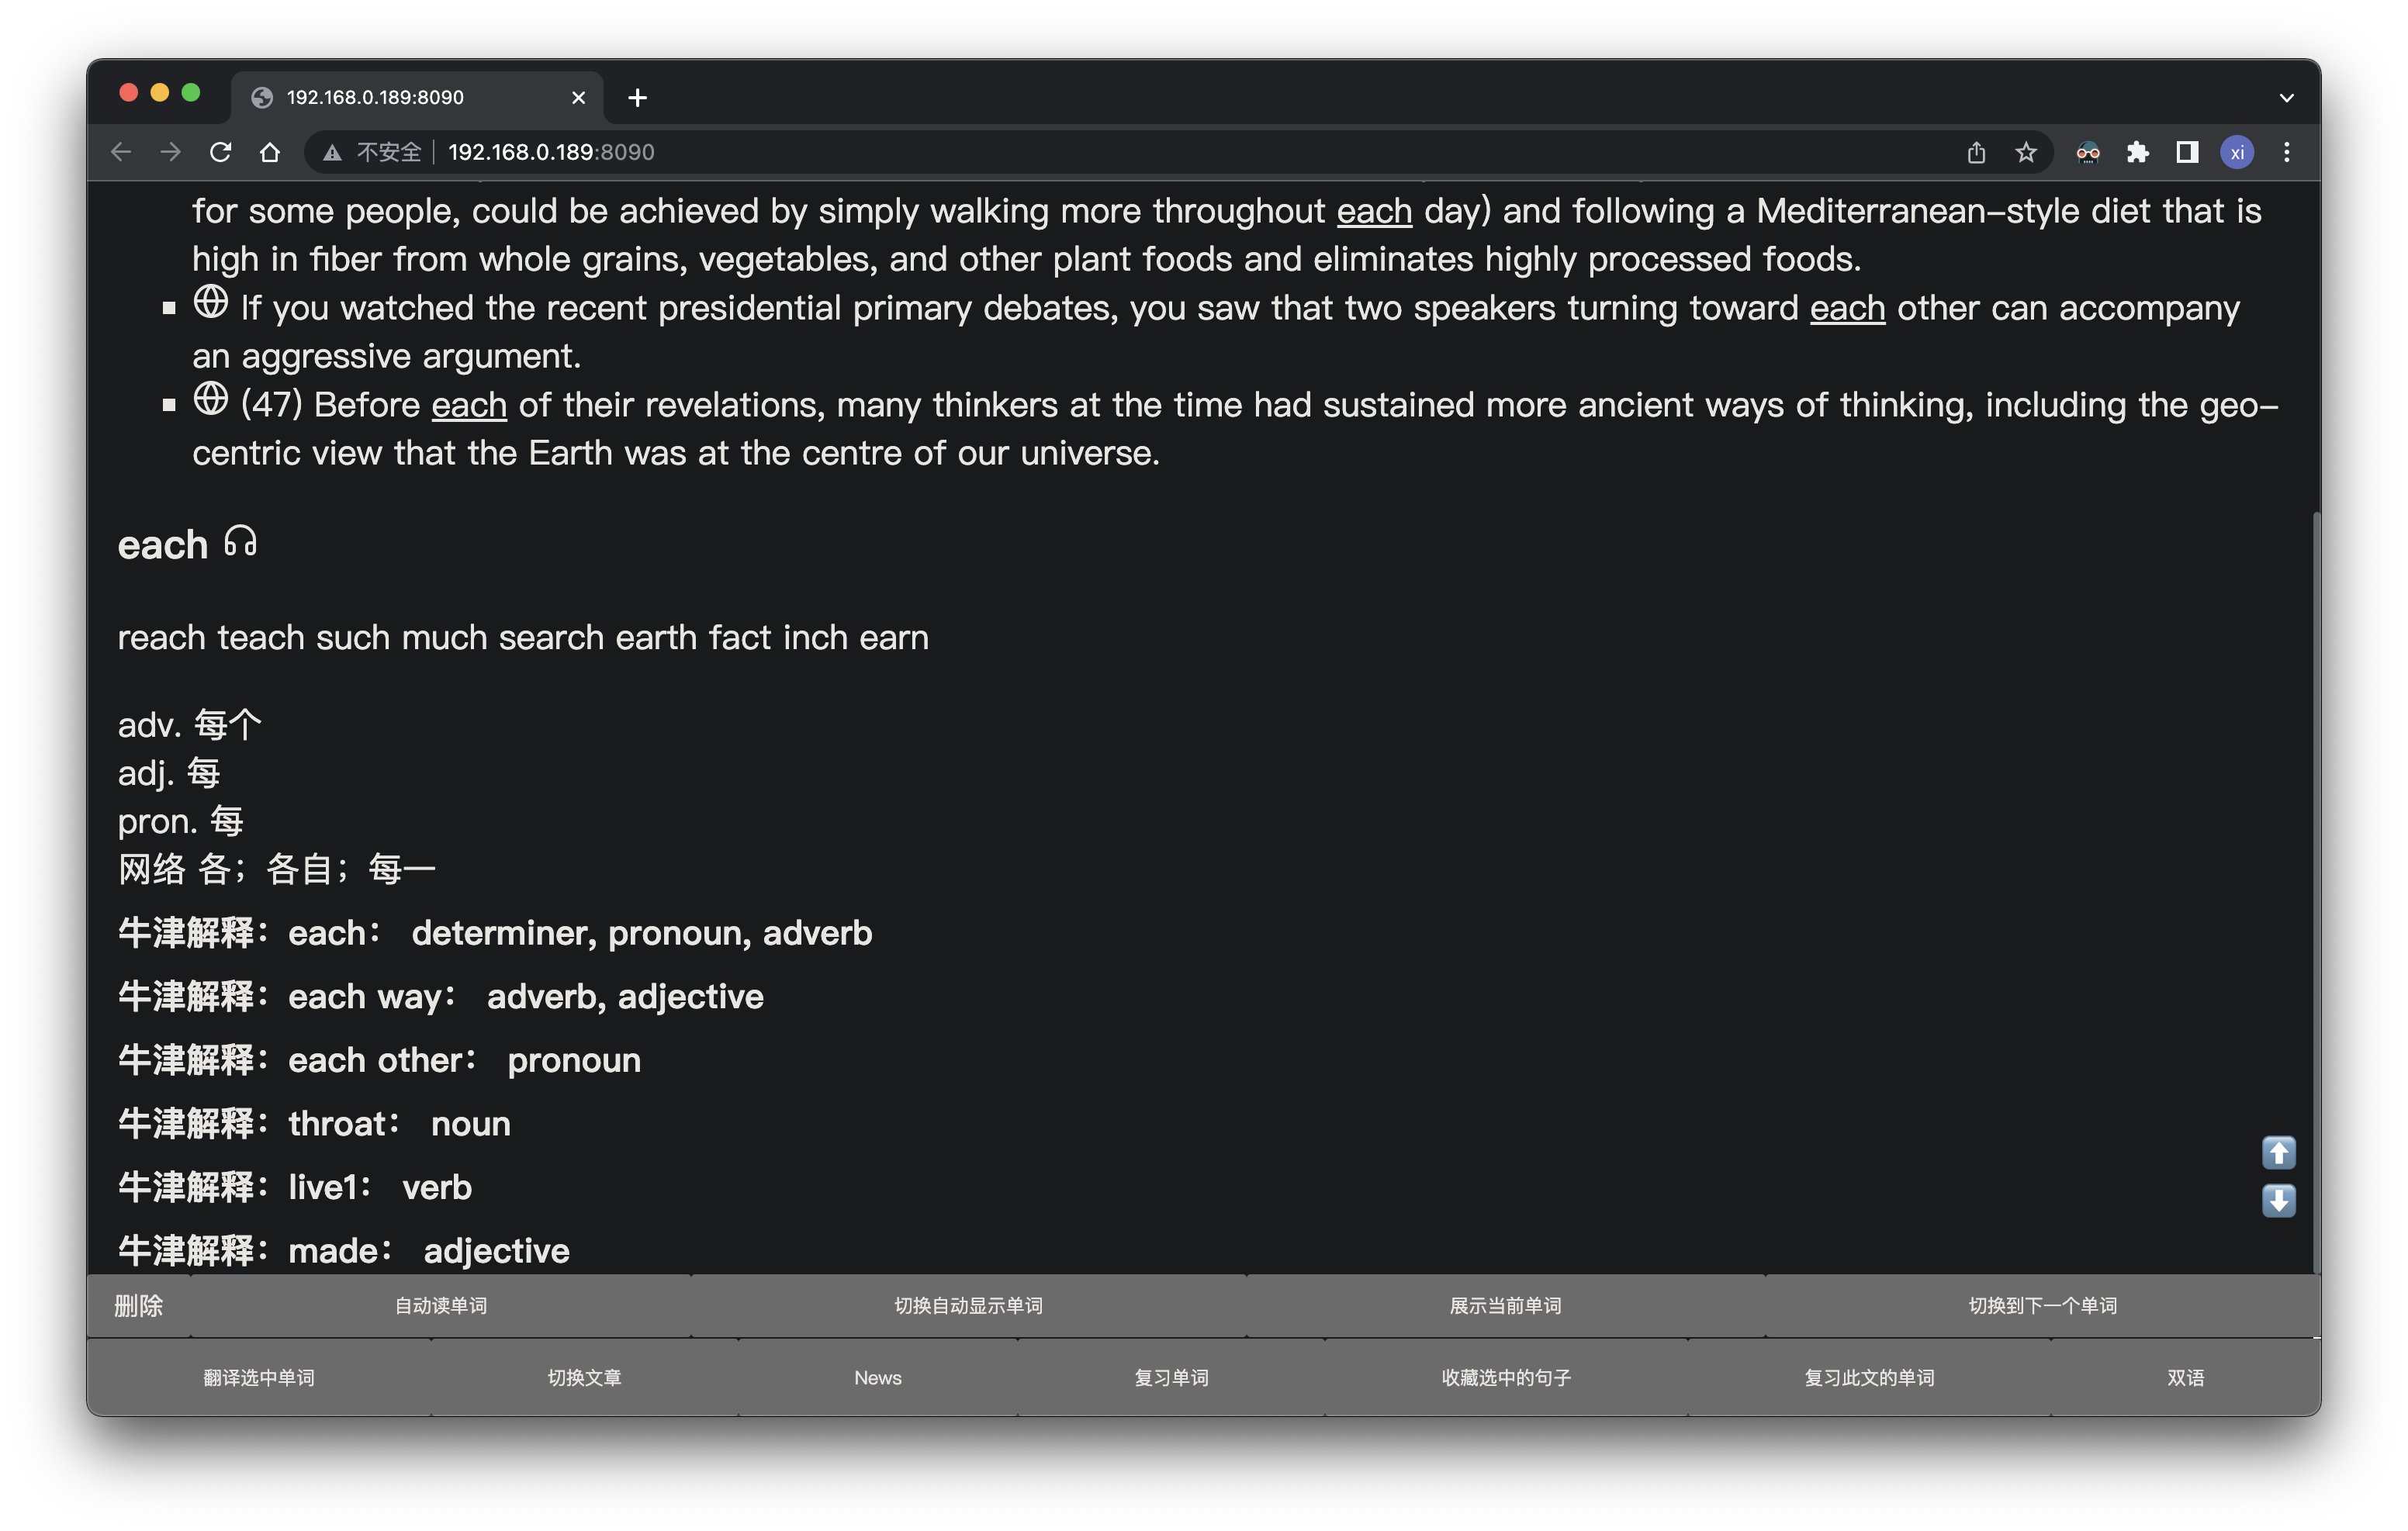 192.168.0.189:8090
不安全 192.168.0.189:8090
xi
for some people, could be achieved by simply walking more throughout each day) and following a Mediterranean-style diet that is
high in fiber from whole grains, vegetables, and other plant foods and eliminates highly processed foods.
If you watched the recent presidential primary debates, you saw that two speakers turning toward each other can accompany
an aggressive argument.
(47) Before each of their revelations, many thinkers at the time had sustained more ancient ways of thinking, including the geo-
centric view that the Earth was at the centre of our universe.
each
reach teach such much search earth fact inch earn
adv. 每个
adj. 每
pron. 每
网络 各；各自；每一
牛津解释：each： determiner, pronoun, adverb
牛津解释：each way： adverb, adjective
牛津解释：each other： pronoun
牛津解释：throat： noun
牛津解释：live1： verb
牛津解释：made： adjective
删除 自动读单词 切换自动显示单词 展示当前单词 切换到下一个单词
翻译选中单词 切换文章 News 复习单词 收藏选中的句子 复习此文的单词 双语